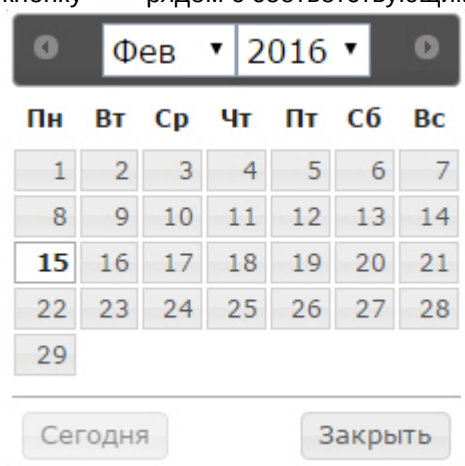 рядом с соответствующим
Фев 2016
Пн Вт Ср Чт Пт Сб Вс
1 2 3 4 5 6 7
8 9 10 11 12 13 14
15 16 17 18 19 20 21
22 23 24 25 26 27 28
29
Сегодня Закрыть